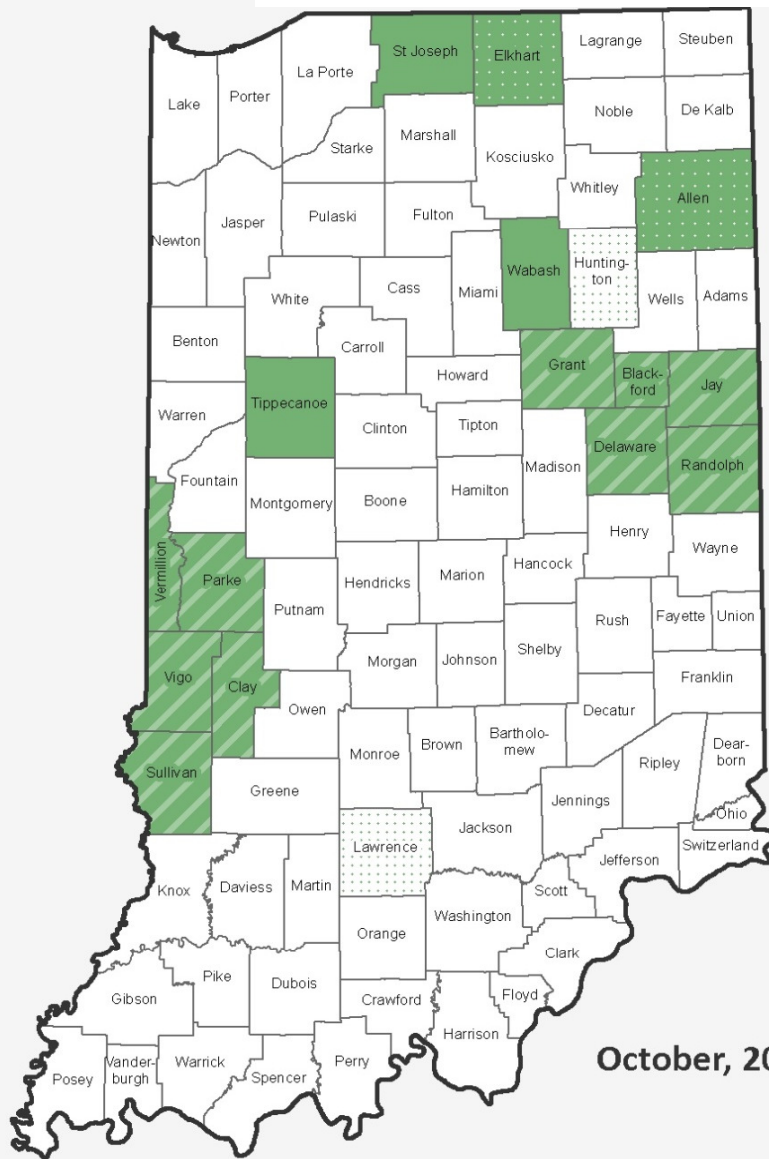 St Joseph
Elkhart
Lagrange
Steuben
La Porte
Porter
Lake
Noble
De Kalb
Marshall
Starke
Kosciusko
Whitley
Allen
Newton
Jasper
Pulaski
Fulton
Wabash
Hunting-
ton
Miami
Cass
White
Wells
Adams
Benton
Carroll
Grant
Black-
ford
Jay
Howard
Tippecanoe
Warren
Clinton
Tipton
Delaware
Randolph
Madison
Fountain
Montgomery
Boone
Hamilton
Henry
Wayne
Vermillion
Parke
Putnam
Hendricks
Marion
Hancock
Rush
Fayette
Union
Shelby
Morgan
Johnson
Vigo
Clay
Franklin
Owen
Decatur
Monroe
Brown
Bartholo-
mew
Ripley
Dear-
born
Sullivan
Greene
Jennings
Ohio
Jackson
Lawrence
Jefferson
Switzerland
Knox
Daviess
Martin
Scott
Washington
Orange
Clark
Pike
Dubois
Gibson
Crawford
Floyd
Harrison
Posey
Vander-
burgh
Warrick
Spencer
Perry
October, 20